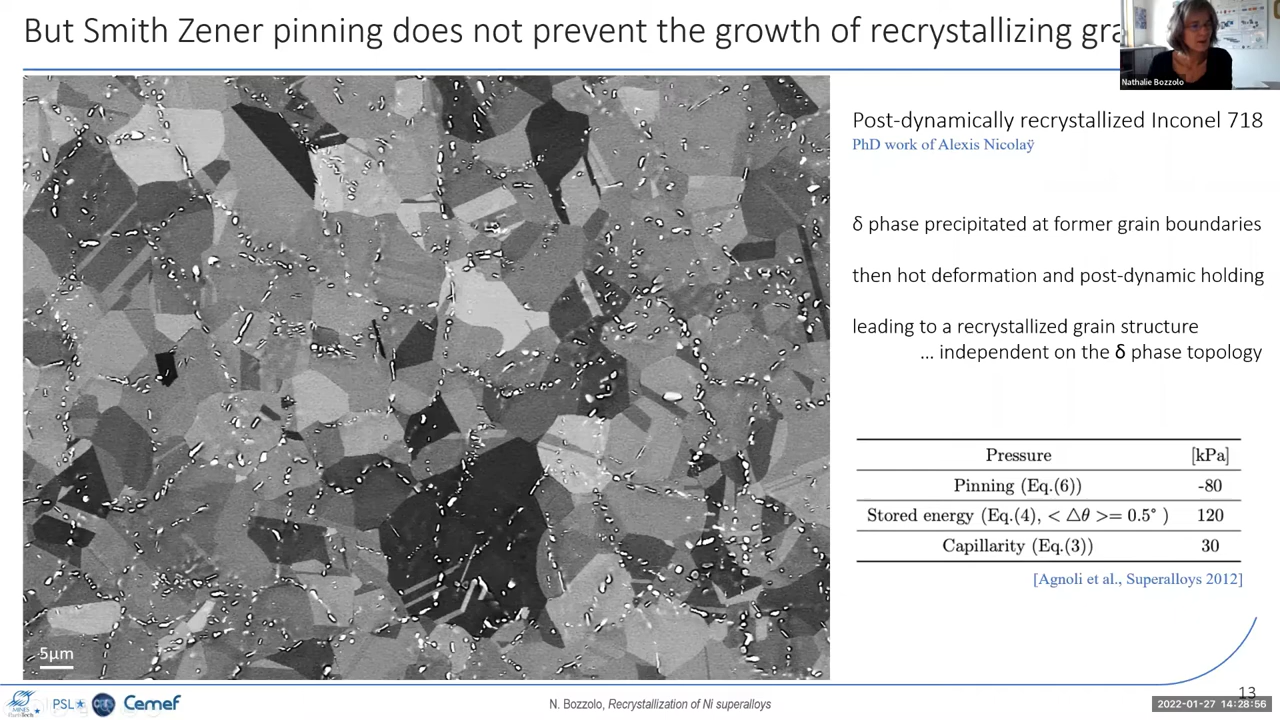 But Smith Zener pinning does not prevent the growth of recrystallizing
Nathalie Bozzolo
Post-dynamically recrystallized Inconel 718
PhD work of Alexis Nicolaÿ
δ phase precipitated at former grain boundaries
then hot deformation and post-dynamic holding
leading to a recrystallized grain structure
... independent on the δ phase topology
Pressure [kPa]
Pinning (Eq.(6)) -80
Stored energy (Eq.(4), < △θ >= 0.5° ) 120
Capillarity (Eq.(3)) 30
[Agnoli et al., Superalloys 2012]
5µm
13
PSL Cemef
N. Bozzolo, Recrystallization of Ni superalloys
2022-01-27 14:28:56